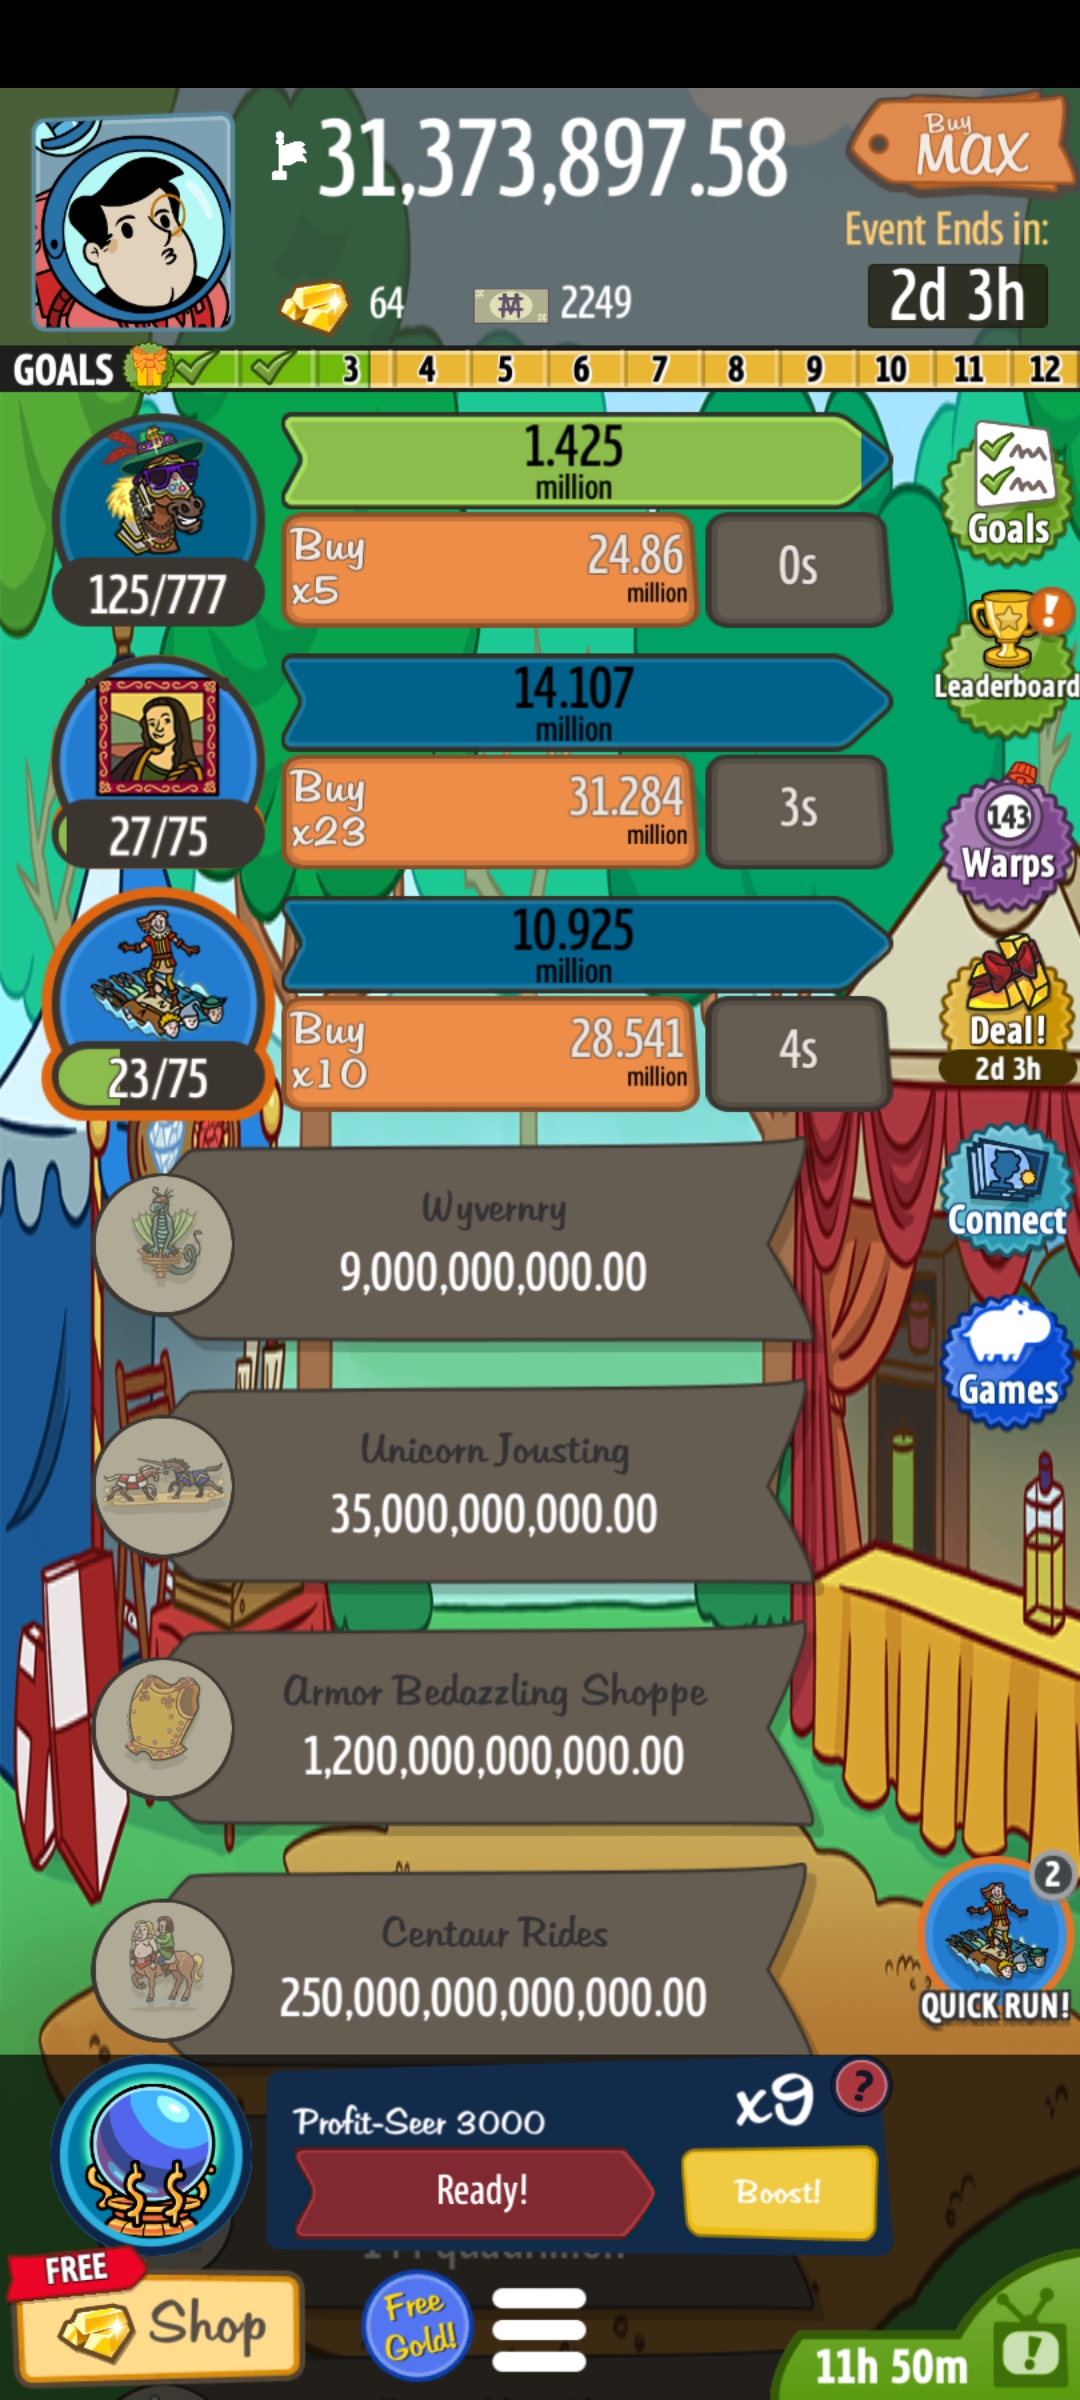 31,373,897.58
Buy
MAX
Event Ends in:
64
2249
2d 3h
GOALS 3 4 5 6 7 8 9 10 11 12
1.425
million
Goals
Buy
x5
24.86
million
0s
125/777
Leaderboard
14.107
million
Buy
x23
31.284
million
3s
27/75
143
Warps
10.925
million
Buy
x10
28.541
million
4s
23/75
Deal!
2d 3h
Wyvernry
9,000,000,000.00
Connect
Games
Unicorn Jousting
35,000,000,000.00
Armor Bedazzling Shoppe
1,200,000,000,000.00
Centaur Rides
250,000,000,000,000.00
2
QUICK RUN!
Profit-Seer 3000
x9
?
Ready!
Boost!
FREE
Shop
Free
Gold!
11h 50m